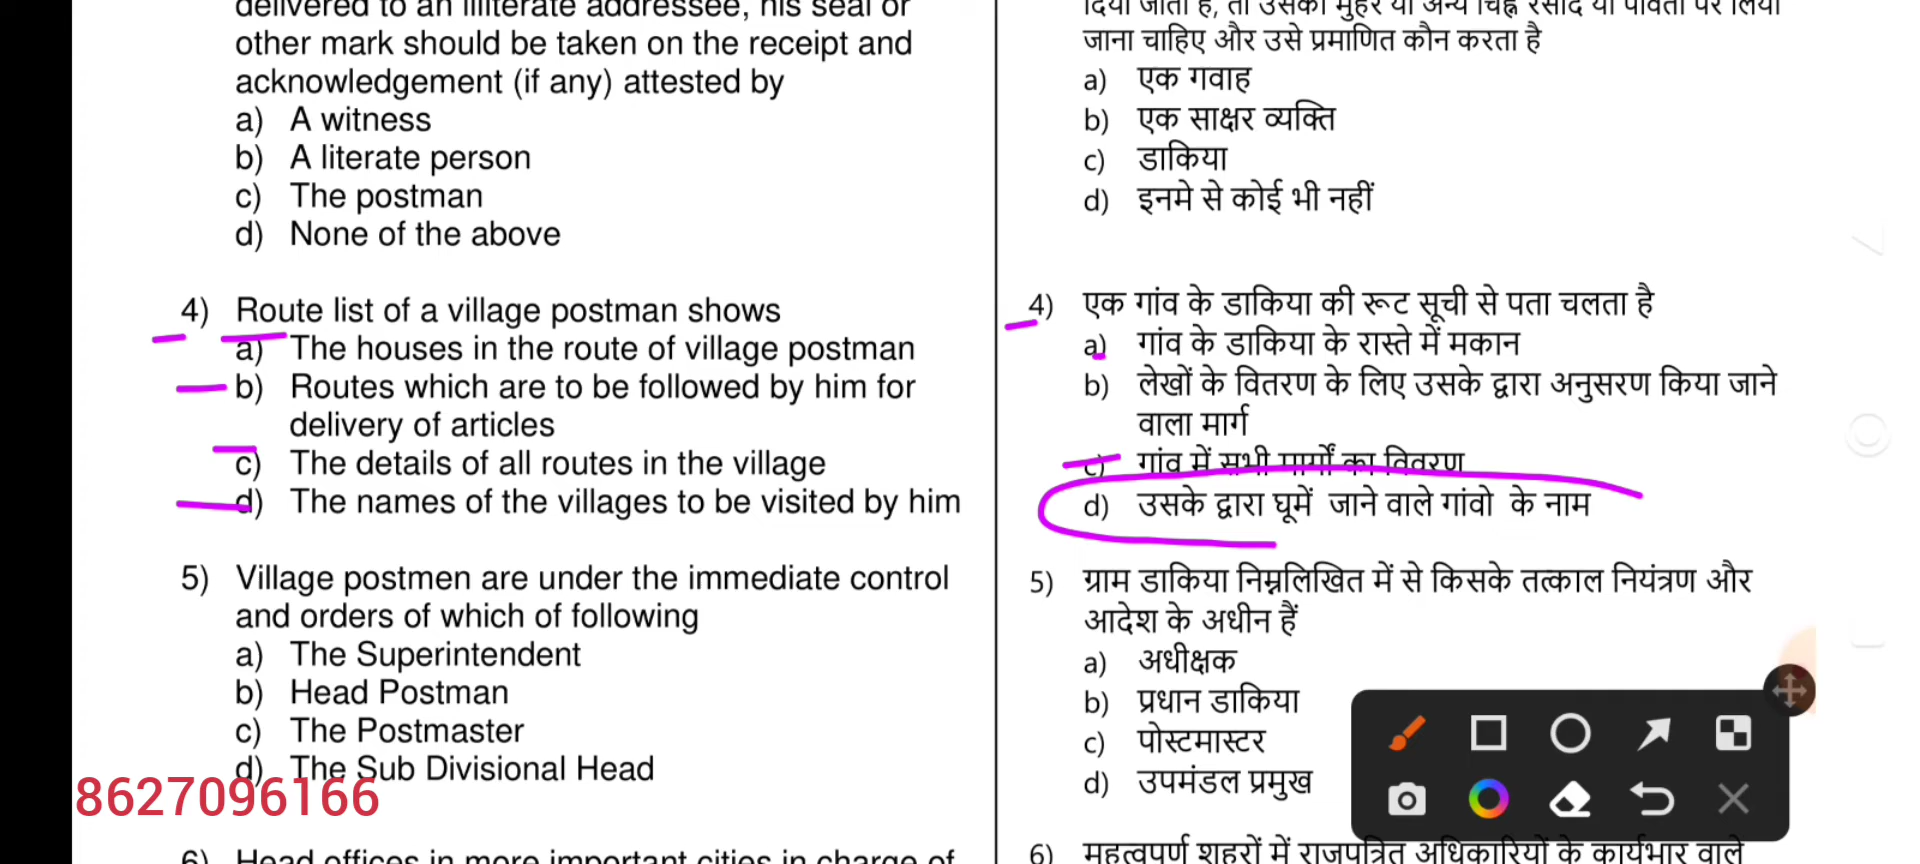 delivered to an illiterate addressee, his seal or
other mark should be taken on the receipt and
acknowledgement (if any) attested by
a) A witness
b) A literate person
c) The postman
d) None of the above
4) Route list of a village postman shows
a) The houses in the route of village postman
b) Routes which are to be followed by him for
delivery of articles
c) The details of all routes in the village
d) The names of the villages to be visited by him
5) Village postmen are under the immediate control
and orders of which of following
a) The Superintendent
b) Head Postman
c) The Postmaster
d) The Sub Divisional Head
8627096166
6) Head offices in more important cities in charge of
दिया जाता है, तो उसकी मुहर या अन्य चिह्न रसीद या पावती पर लिया
जाना चाहिए और उसे प्रमाणित कौन करता है
a) एक गवाह
b) एक साक्षर व्यक्ति
c) डाकिया
d) इनमे से कोई भी नहीं
4) एक गांव के डाकिया की रूट सूची से पता चलता है
a) गांव के डाकिया के रास्ते में मकान
b) लेखों के वितरण के लिए उसके द्वारा अनुसरण किया जाने
वाला मार्ग
c) गांव में सभी मार्गों का विवरण
d) उसके द्वारा घूमें जाने वाले गांवो के नाम
5) ग्राम डाकिया निम्नलिखित में से किसके तत्काल नियंत्रण और
आदेश के अधीन हैं
a) अधीक्षक
b) प्रधान डाकिया
c) पोस्टमास्टर
d) उपमंडल प्रमुख
6) महत्वपूर्ण शहरों में राजपत्रित अधिकारियों के कार्यभार वाले